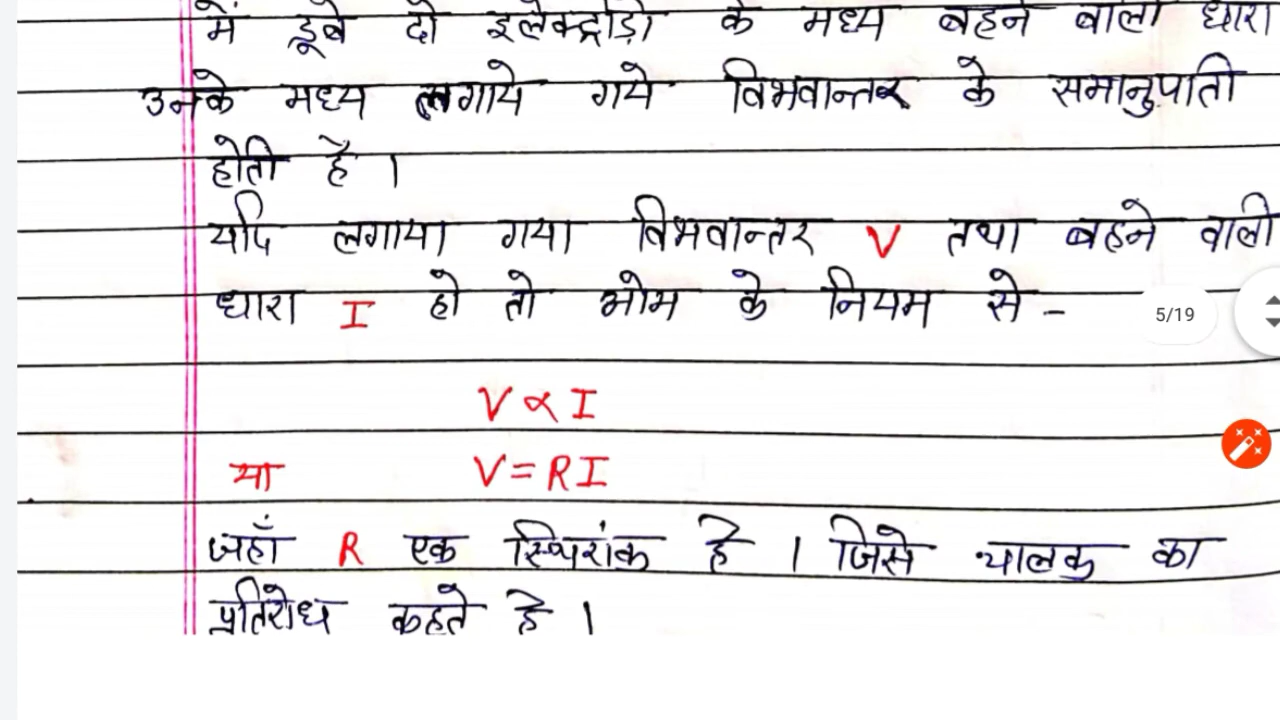 में डूबे दो इलेक्ट्रोड़ो के मध्य बहने वाली धारा
उनके मध्य लगाये गये विभवान्तर के समानुपाती
होती है ।
यदि लगाया गया विभवान्तर V तथा बहने वाली
धारा I हो तो ओम के नियम से -
5/19
V ∝ I
या V = RI
जहाँ R एक स्थिरांक है । जिसे चालक का
प्रतिरोध कहते है ।